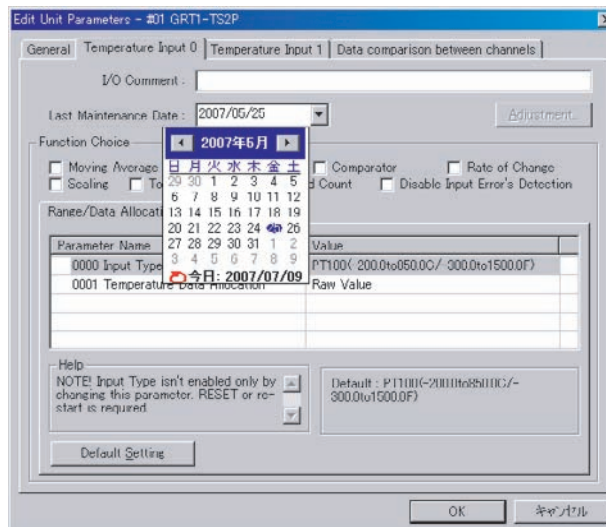 Edit Unit Parameters - #01 GRT1-TS2P
General Temperature Input 0 Temperature Input 1 Data comparison between channels
I/O Comment :
Last Maintenance Date : 2007/05/25 Adjustment...
Function Choice
2007年5月
Moving Average Comparator Rate of Change
日 月 火 水 木 金 土
Scaling To d Count Disable Input Error's Detection
29 30 1 2 3 4 5
6 7 8 9 10 11 12
Range/Data Allocati
13 14 15 16 17 18 19
20 21 22 23 24 25 26
Parameter Name Value
27 28 29 30 31 1 2
0000 Input Type PT100(-200.0to850.0C/-300.0to1500.0F)
3 4 5 6 7 8 9
今日: 2007/07/09
0001 Temperature Data Allocation Raw Value
Help
NOTE! Input Type isn't enabled only by
changing this parameter. RESET or re-
start is required.
Default : PT100(-200.0to850.0C/-
300.0to1500.0F)
Default Setting
OK キャンセル